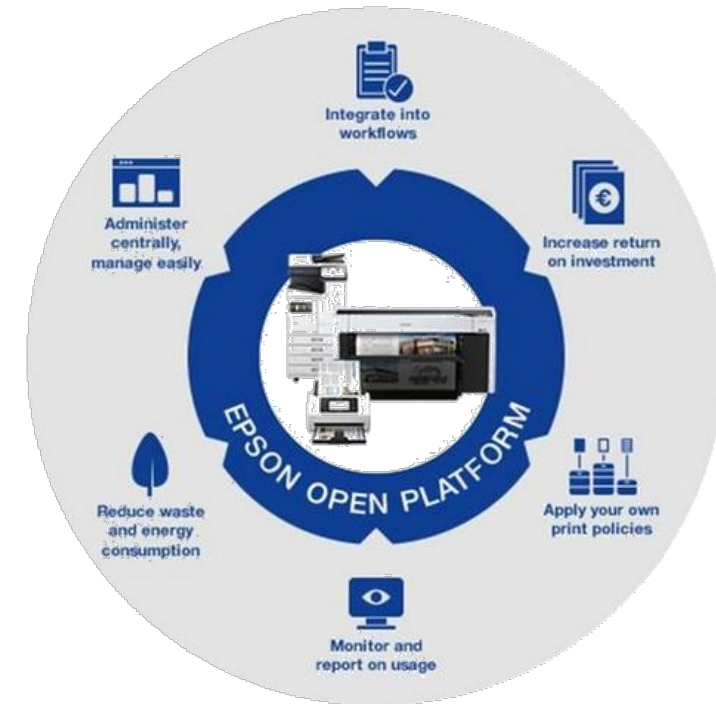 Integrate into
workflows
Increase return
on investment
Apply your own
print policies
Monitor and
report on usage
Reduce waste
and energy
consumption
Administer
centrally,
manage easily
EPSON OPEN PLATFORM
€